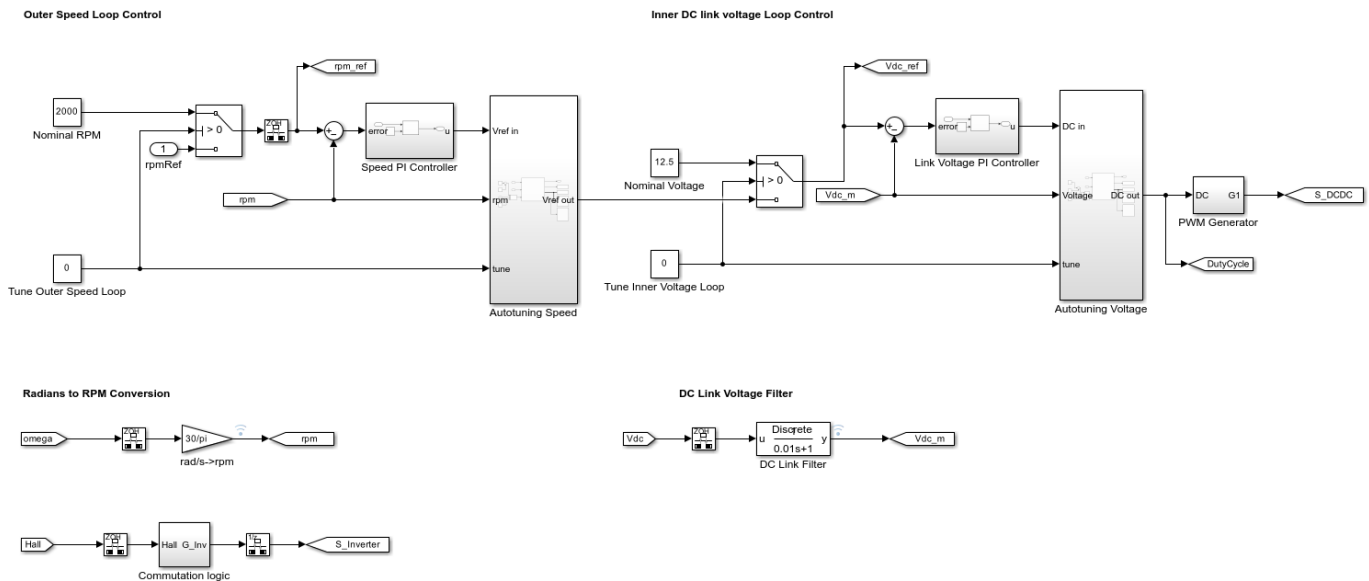 Outer Speed Loop Control
Inner DC link voltage Loop Control
rpm_ref
Vdc_ref
2000
Nominal RPM
> 0
ZOH
1
rpmRef
+
-
error
u
Speed PI Controller
Vref in
rpm
Vref out
tune
Autotuning Speed
rpm
0
Tune Outer Speed Loop
12.5
Nominal Voltage
> 0
+
-
error
u
Link Voltage PI Controller
Vdc_m
0
Tune Inner Voltage Loop
DC in
Voltage
DC out
tune
Autotuning Voltage
DC
G1
PWM Generator
S_DCDC
DutyCycle
Radians to RPM Conversion
DC Link Voltage Filter
omega
ZOH
30/pi
rad/s->rpm
rpm
Vdc
ZOH
u
Discrete
1
0.01s+1
y
DC Link Filter
Vdc_m
Hall
ZOH
Hall
G_Inv
Commutation logic
1/z
S_Inverter